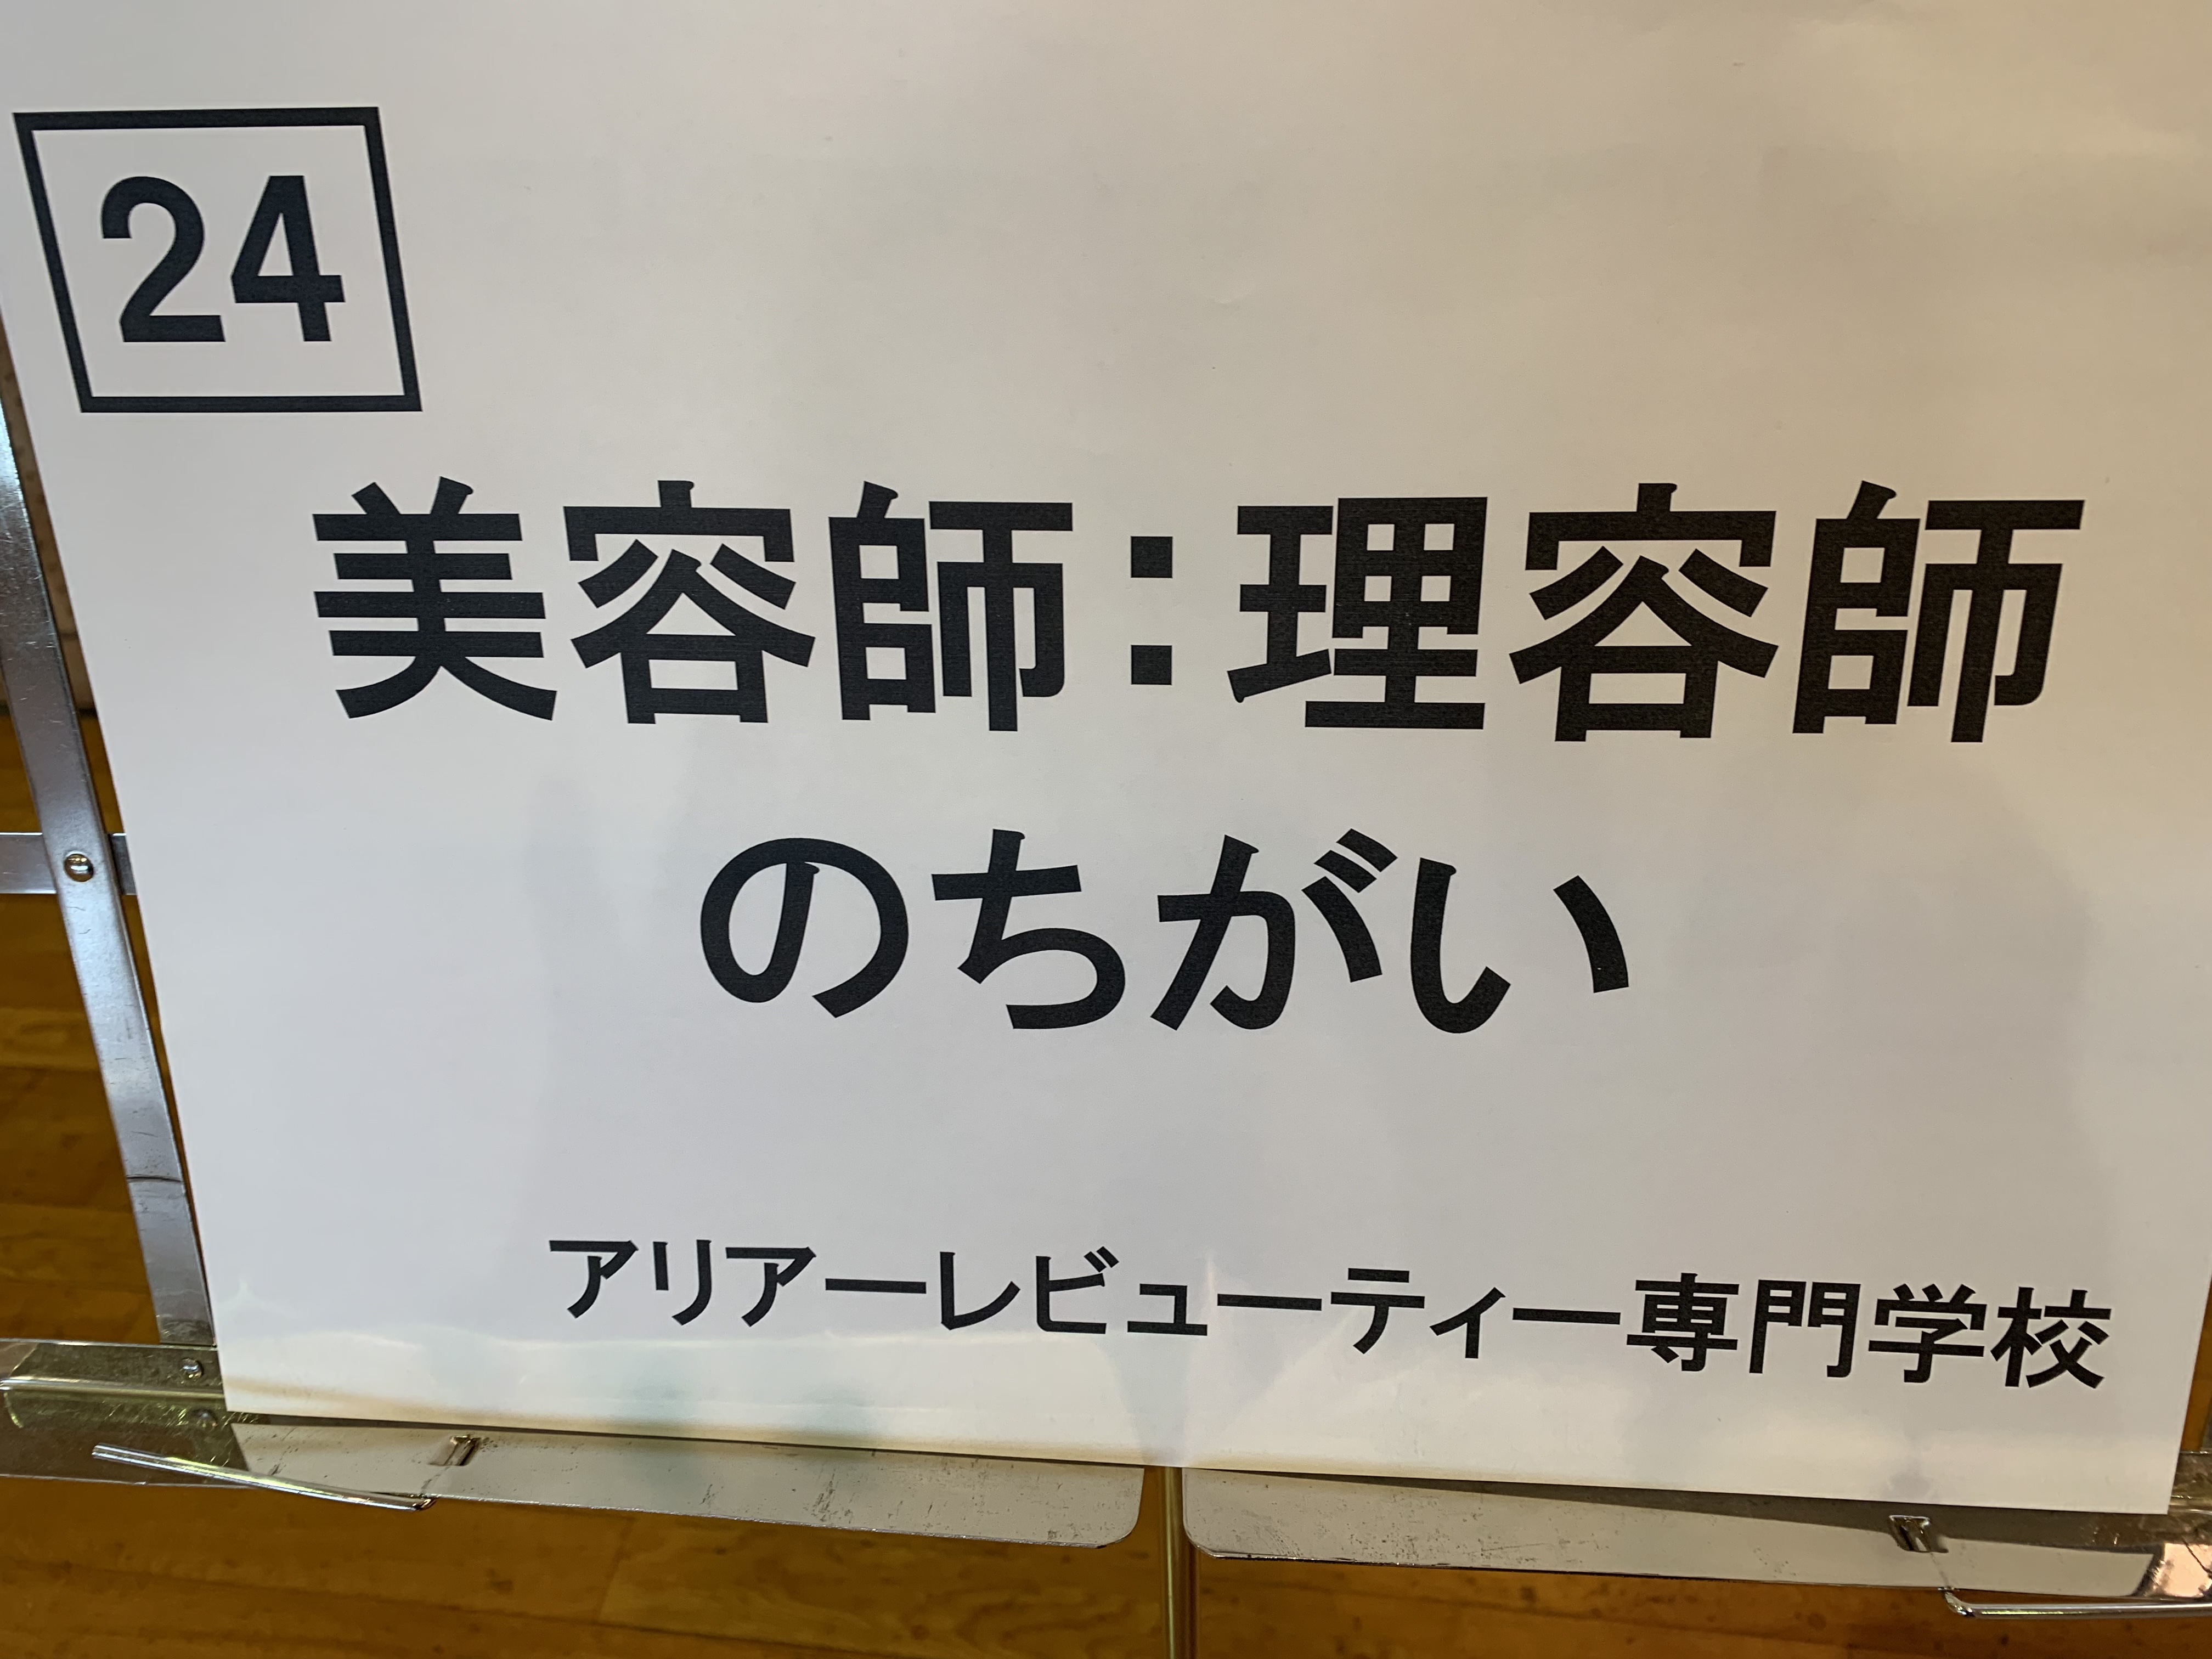 24
美容師：理容師
のちがい
アリアーレビューティー専門学校